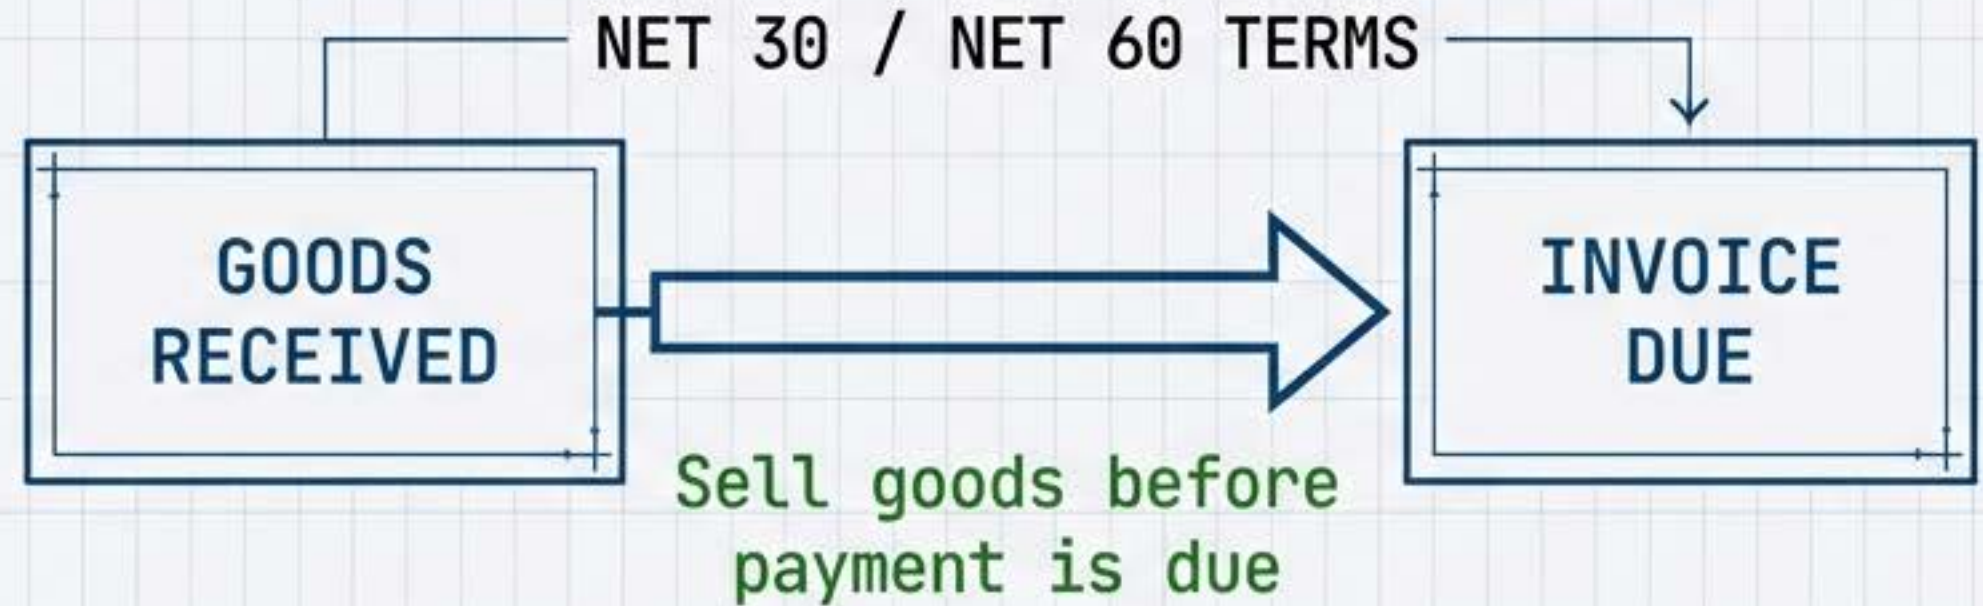 NET 30 / NET 60 TERMS
GOODS
RECEIVED
INVOICE
DUE
Sell goods before
payment is due